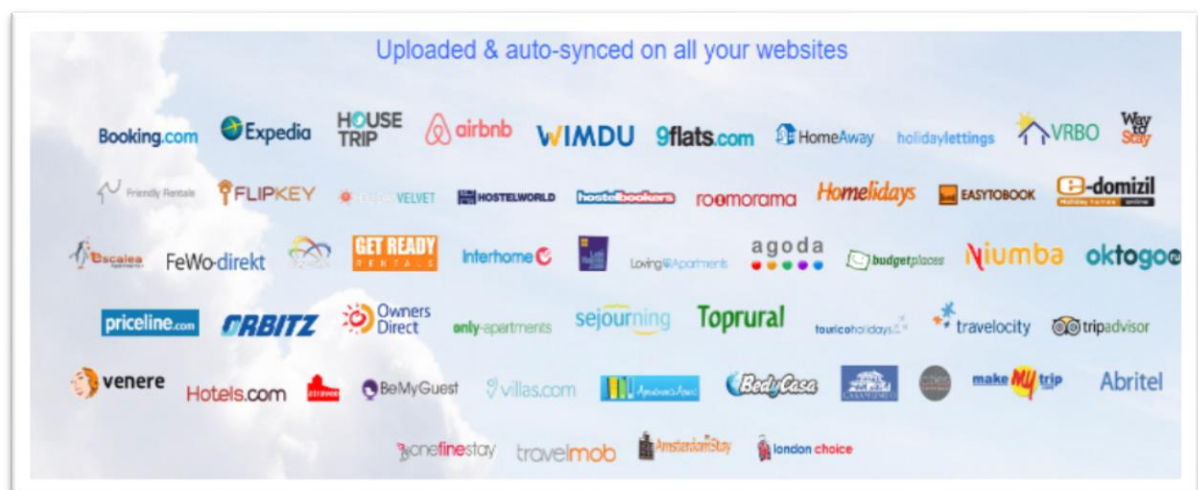 Uploaded & auto-synced on all your websites
Booking.com Expedia HOUSE TRIP airbnb WIMDU 9flats.com HomeAway holidaylettings VRBO Way to Stay
Friendly Rentals FLIPKEY VELVET HOSTELWORLD hostelbookers roomorama Homelidays EASYTOBOOK e-domizil
Escalea FeWo-direkt GET READY RENTALS Interhome Loving Apartments agoda budgetplaces Niumba oktogo
priceline.com ORBITZ Owners Direct only-apartments sejourning Toprural touricoholidays travelocity tripadvisor
venere Hotels.com atraveo BeMyGuest villas.com BedyCasa make My trip Abritel
onefinestay travelmob AmsterdamStay london choice